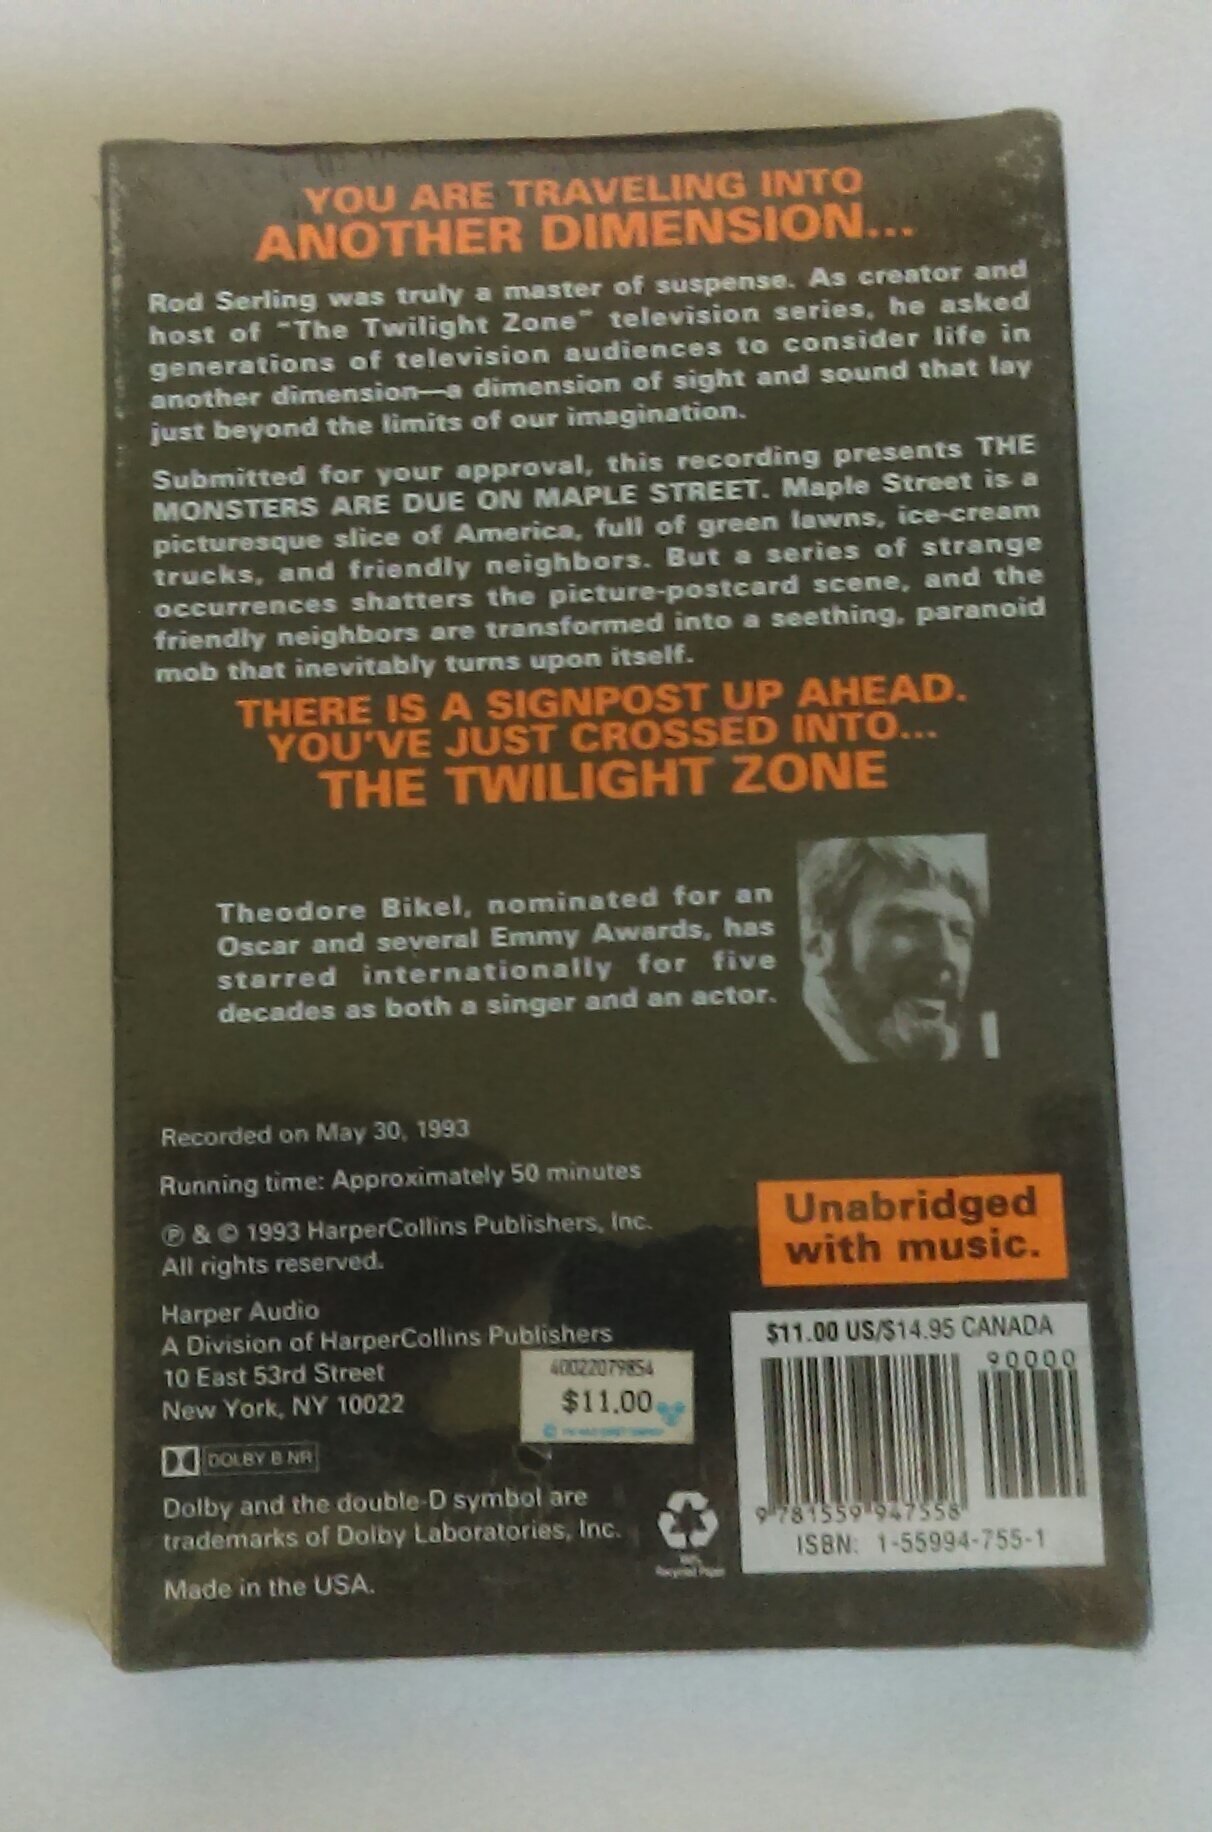 YOU ARE TRAVELING INTO
ANOTHER DIMENSION...
Rod Serling was truly a master of suspense. As creator and
host of "The Twilight Zone" television series, he asked
generations of television audiences to consider life in
another dimension—a dimension of sight and sound that lay
just beyond the limits of our imagination.
Submitted for your approval, this recording presents THE
MONSTERS ARE DUE ON MAPLE STREET. Maple Street is a
picturesque slice of America, full of green lawns, ice-cream
trucks, and friendly neighbors. But a series of strange
occurrences shatters the picture-postcard scene, and the
friendly neighbors are transformed into a seething, paranoid
mob that inevitably turns upon itself.
THERE IS A SIGNPOST UP AHEAD.
YOU'VE JUST CROSSED INTO...
THE TWILIGHT ZONE
Theodore Bikel, nominated for an
Oscar and several Emmy Awards, has
starred internationally for five
decades as both a singer and an actor.
Recorded on May 30, 1993
Running time: Approximately 50 minutes
℗ & © 1993 HarperCollins Publishers, Inc.
All rights reserved.
Harper Audio
A Division of HarperCollins Publishers
10 East 53rd Street
New York, NY 10022
DOLBY B NR
Dolby and the double-D symbol are
trademarks of Dolby Laboratories, Inc.
Made in the USA.
40022079854
$11.00
Recycled Paper
Unabridged
with music.
$11.00 US/$14.95 CANADA
90000
9 781559 947558
ISBN: 1-55994-755-1